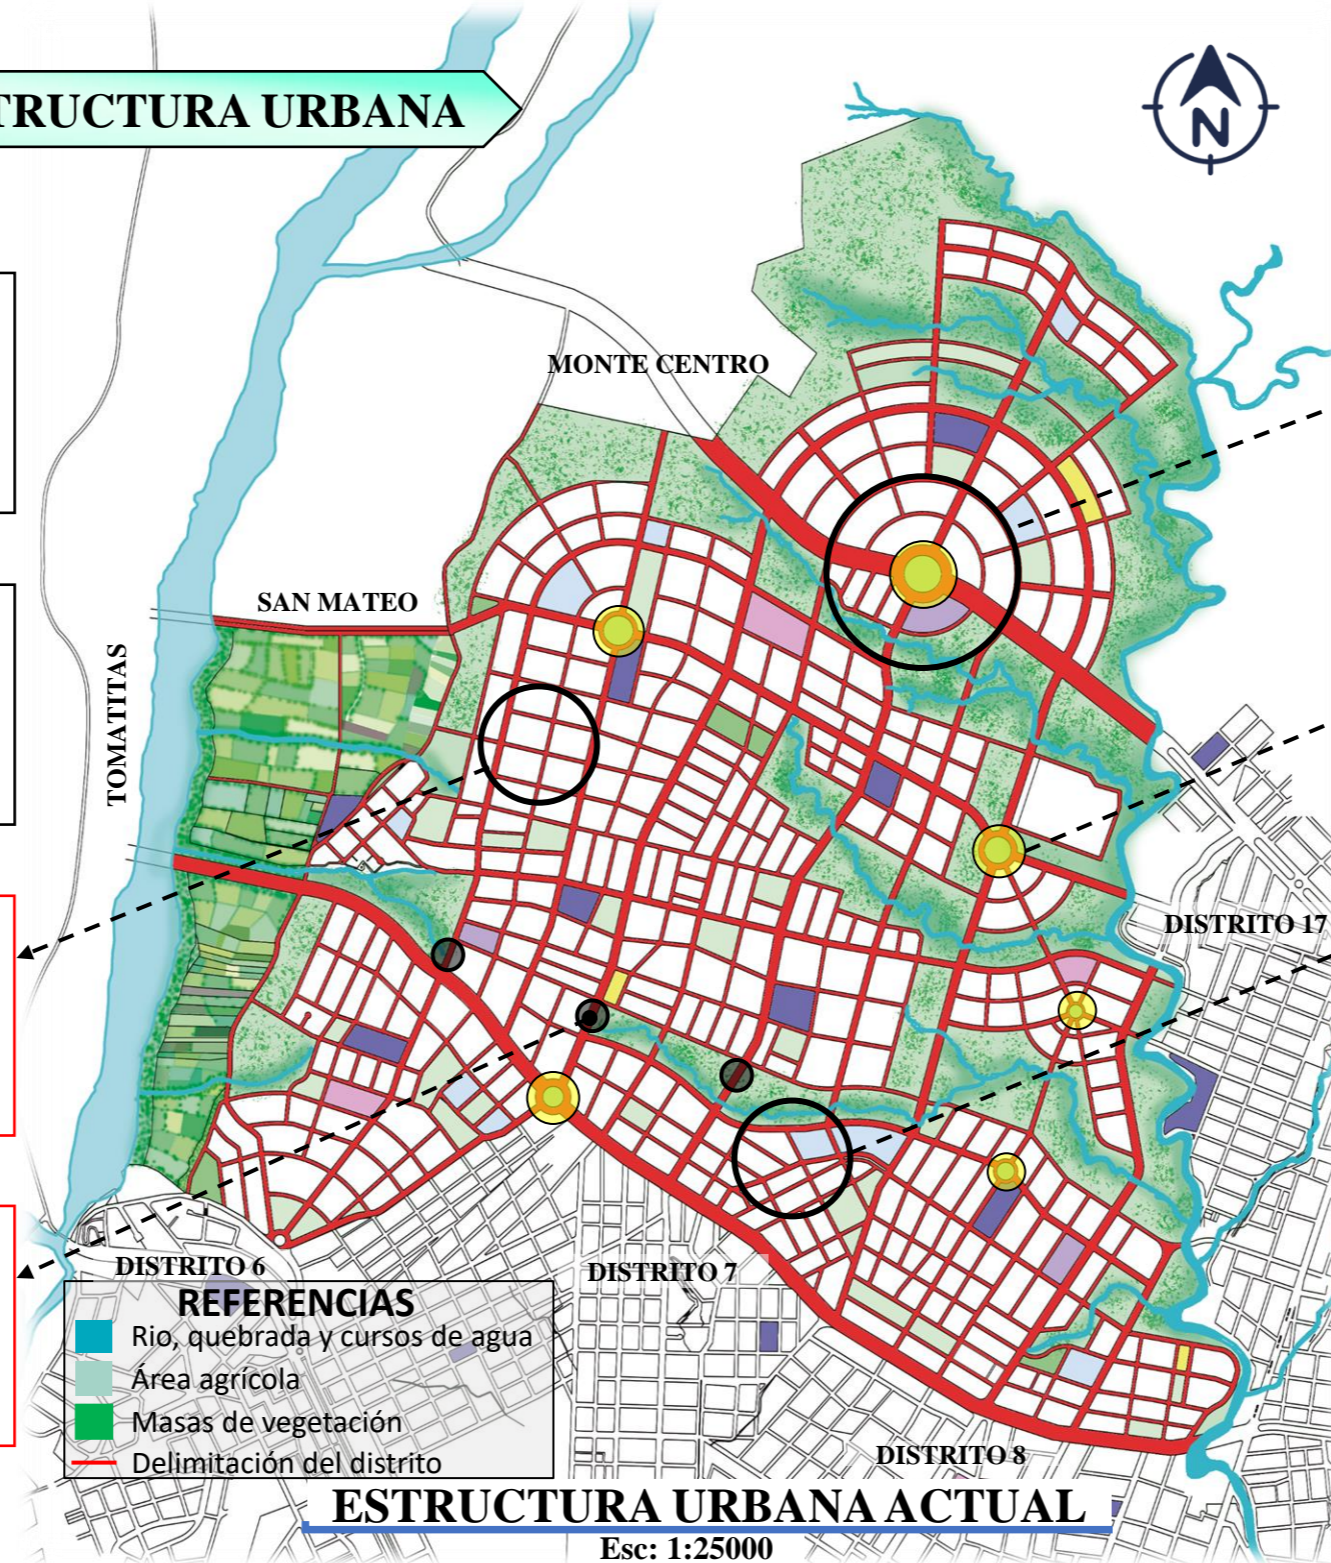 TRUCTURA URBANA
N
MONTE CENTRO
SAN MATEO
TOMATITAS
DISTRITO 17
DISTRITO 6
DISTRITO 7
REFERENCIAS
Rio, quebrada y cursos de agua
Área agrícola
Masas de vegetación
Delimitación del distrito
DISTRITO 8
ESTRUCTURA URBANA ACTUAL
Esc: 1:25000